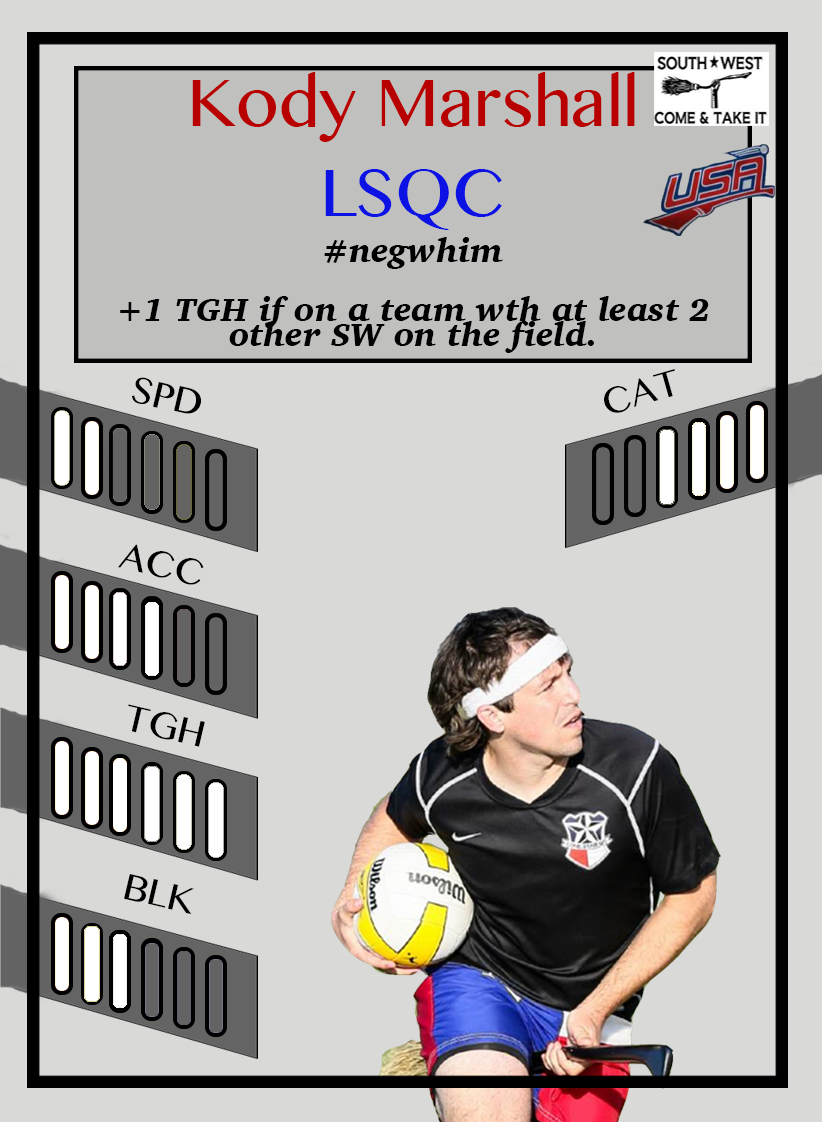 Kody Marshall
SOUTH★WEST
COME & TAKE IT
USA
LSQC
#negwhim
+1 TGH if on a team wth at least 2
other SW on the field.
SPD
CAT
ACC
TGH
BLK
Wilson
Wilson